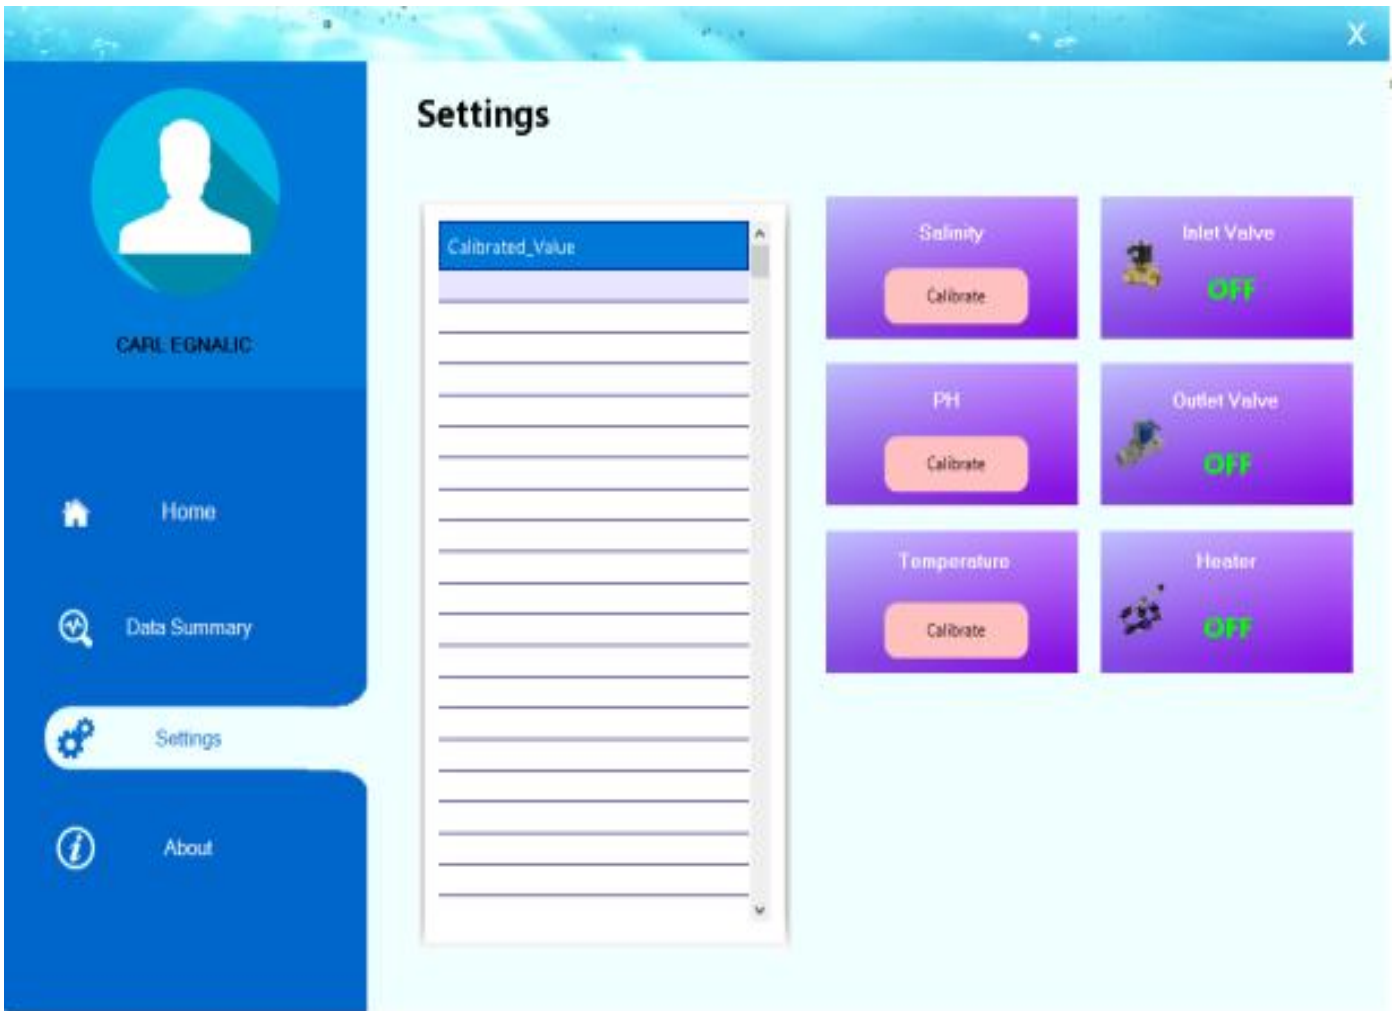 X
CARL EGNALIC
Home
Data Summary
Settings
About
Settings
Calibrated_Value
Salinity
Calibrate
Inlet Valve
OFF
PH
Calibrate
Outlet Valve
OFF
Temperature
Calibrate
Heater
OFF